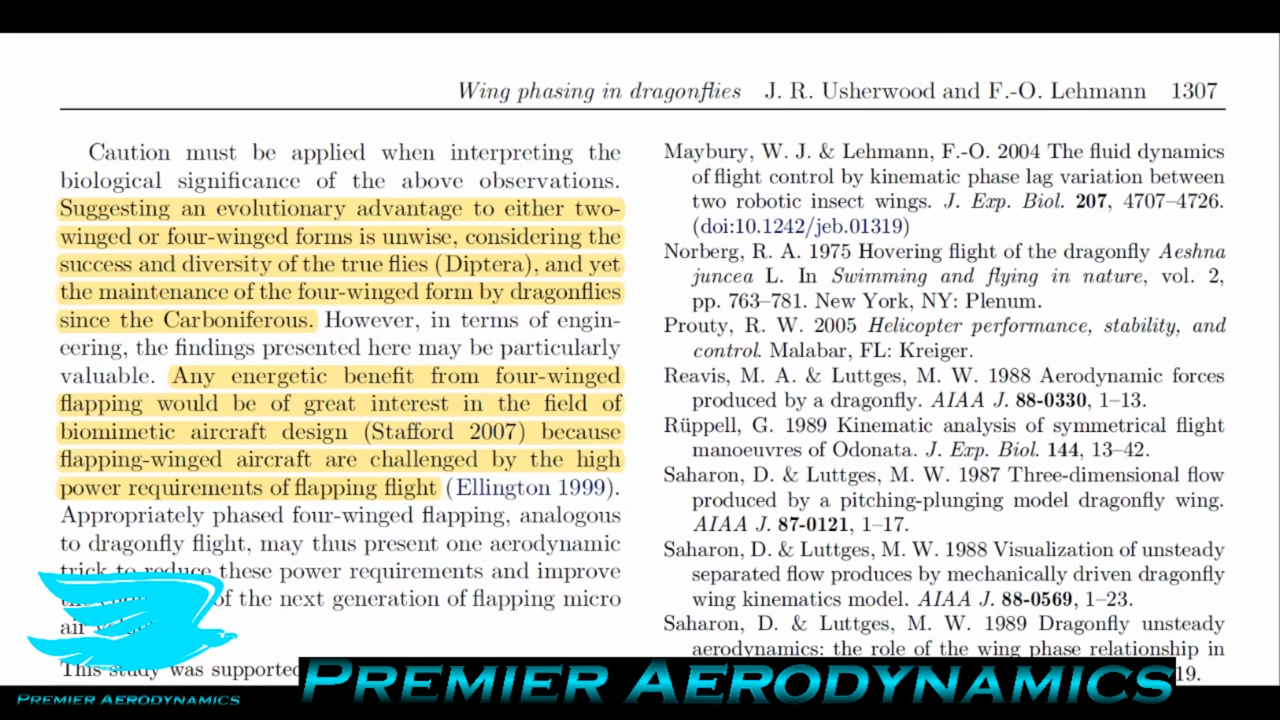 Wing phasing in dragonflies J. R. Usherwood and F.-O. Lehmann 1307
Caution must be applied when interpreting the
biological significance of the above observations.
Suggesting an evolutionary advantage to either two-
winged or four-winged forms is unwise, considering the
success and diversity of the true flies (Diptera), and yet
the maintenance of the four-winged form by dragonflies
since the Carboniferous. However, in terms of engin-
eering, the findings presented here may be particularly
valuable. Any energetic benefit from four-winged
flapping would be of great interest in the field of
biomimetic aircraft design (Stafford 2007) because
flapping-winged aircraft are challenged by the high
power requirements of flapping flight (Ellington 1999).
Appropriately phased four-winged flapping, analogous
to dragonfly flight, may thus present one aerodynamic
trick to reduce these power requirements and improve
of the next generation of flapping micro
air
This study was supported
Maybury, W. J. & Lehmann, F.-O. 2004 The fluid dynamics
of flight control by kinematic phase lag variation between
two robotic insect wings. J. Exp. Biol. 207, 4707–4726.
(doi:10.1242/jeb.01319)
Norberg, R. A. 1975 Hovering flight of the dragonfly Aeshna
juncea L. In Swimming and flying in nature, vol. 2,
pp. 763–781. New York, NY: Plenum.
Prouty, R. W. 2005 Helicopter performance, stability, and
control. Malabar, FL: Kreiger.
Reavis, M. A. & Luttges, M. W. 1988 Aerodynamic forces
produced by a dragonfly. AIAA J. 88-0330, 1–13.
Rüppell, G. 1989 Kinematic analysis of symmetrical flight
manoeuvres of Odonata. J. Exp. Biol. 144, 13–42.
Saharon, D. & Luttges, M. W. 1987 Three-dimensional flow
produced by a pitching-plunging model dragonfly wing.
AIAA J. 87-0121, 1–17.
Saharon, D. & Luttges, M. W. 1988 Visualization of unsteady
separated flow produces by mechanically driven dragonfly
wing kinematics model. AIAA J. 88-0569, 1–23.
Saharon, D. & Luttges, M. W. 1989 Dragonfly unsteady
aerodynamics: the role of the wing phase relationship in
19.
PREMIER AERODYNAMICS
PREMIER AERODYNAMICS